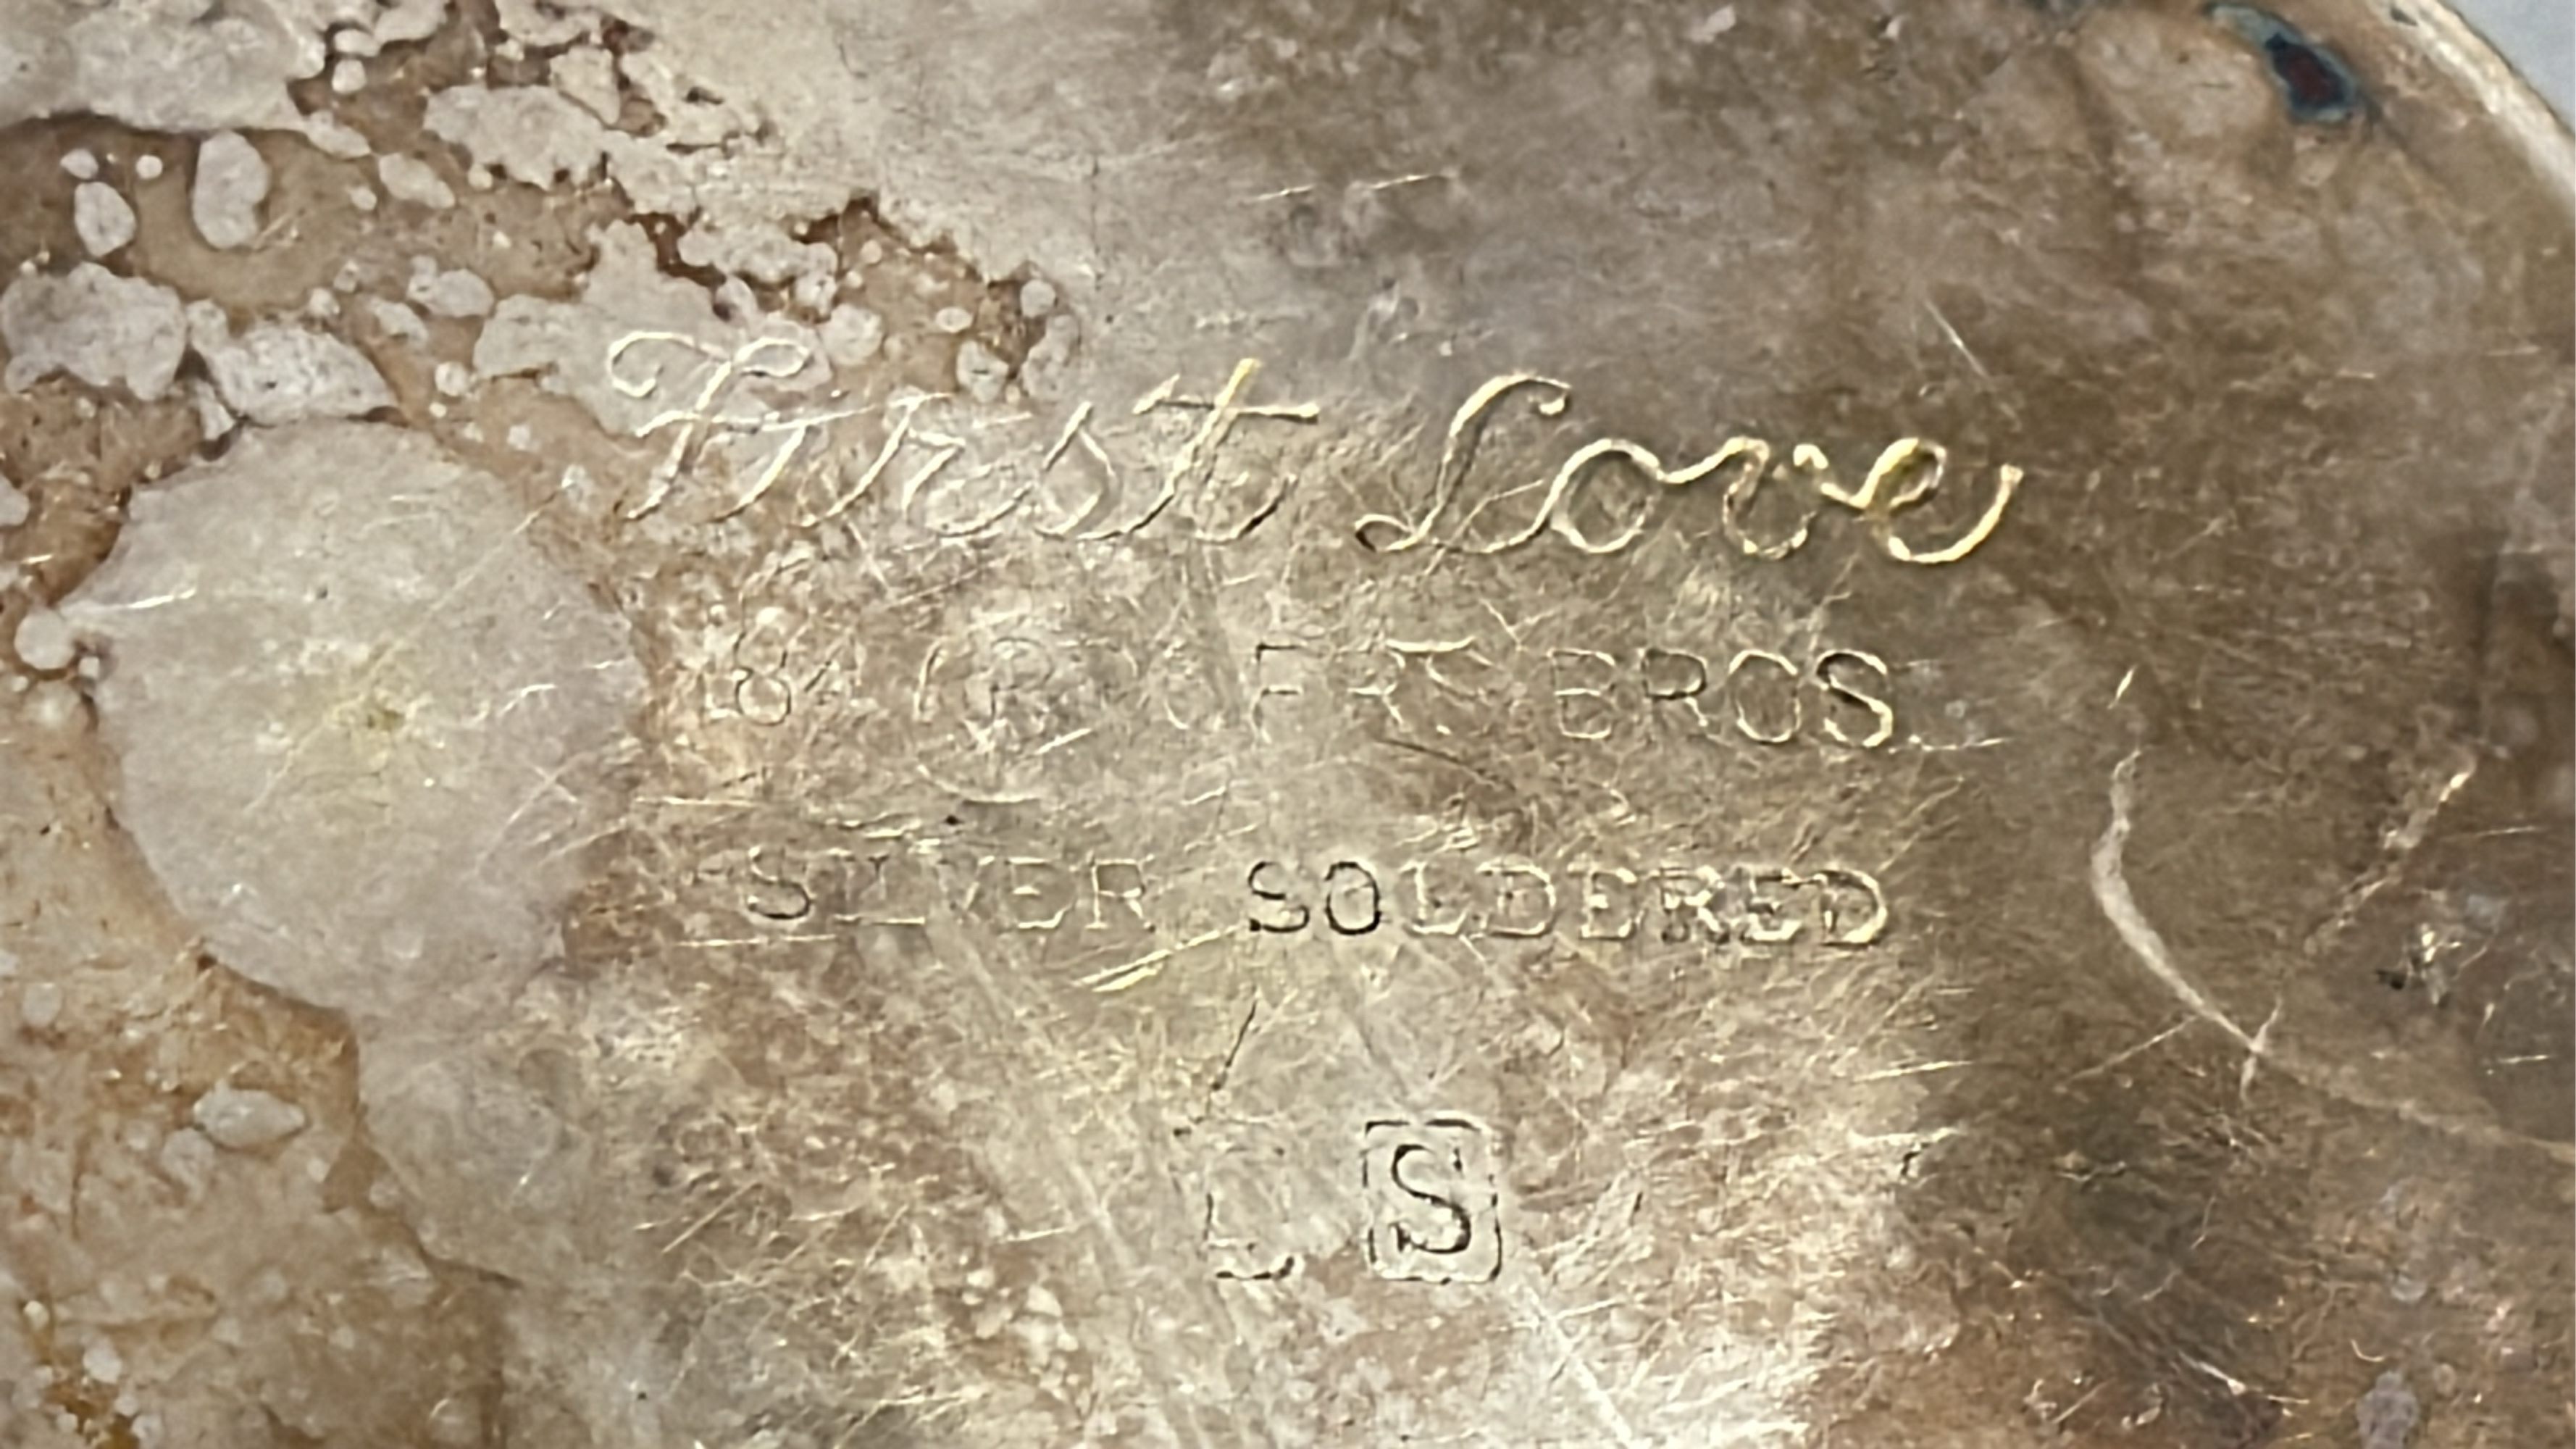 First Love
1847 ROGERS BROS.
SILVER SOLDERED
S